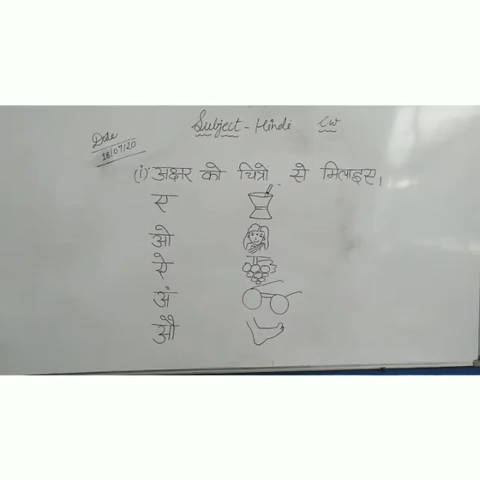 Subject - Hindi CW
Date
18/07/20
(i) अक्षर को चित्रो से मिलाइए।
ए
ओ
ऐ
अं
औ